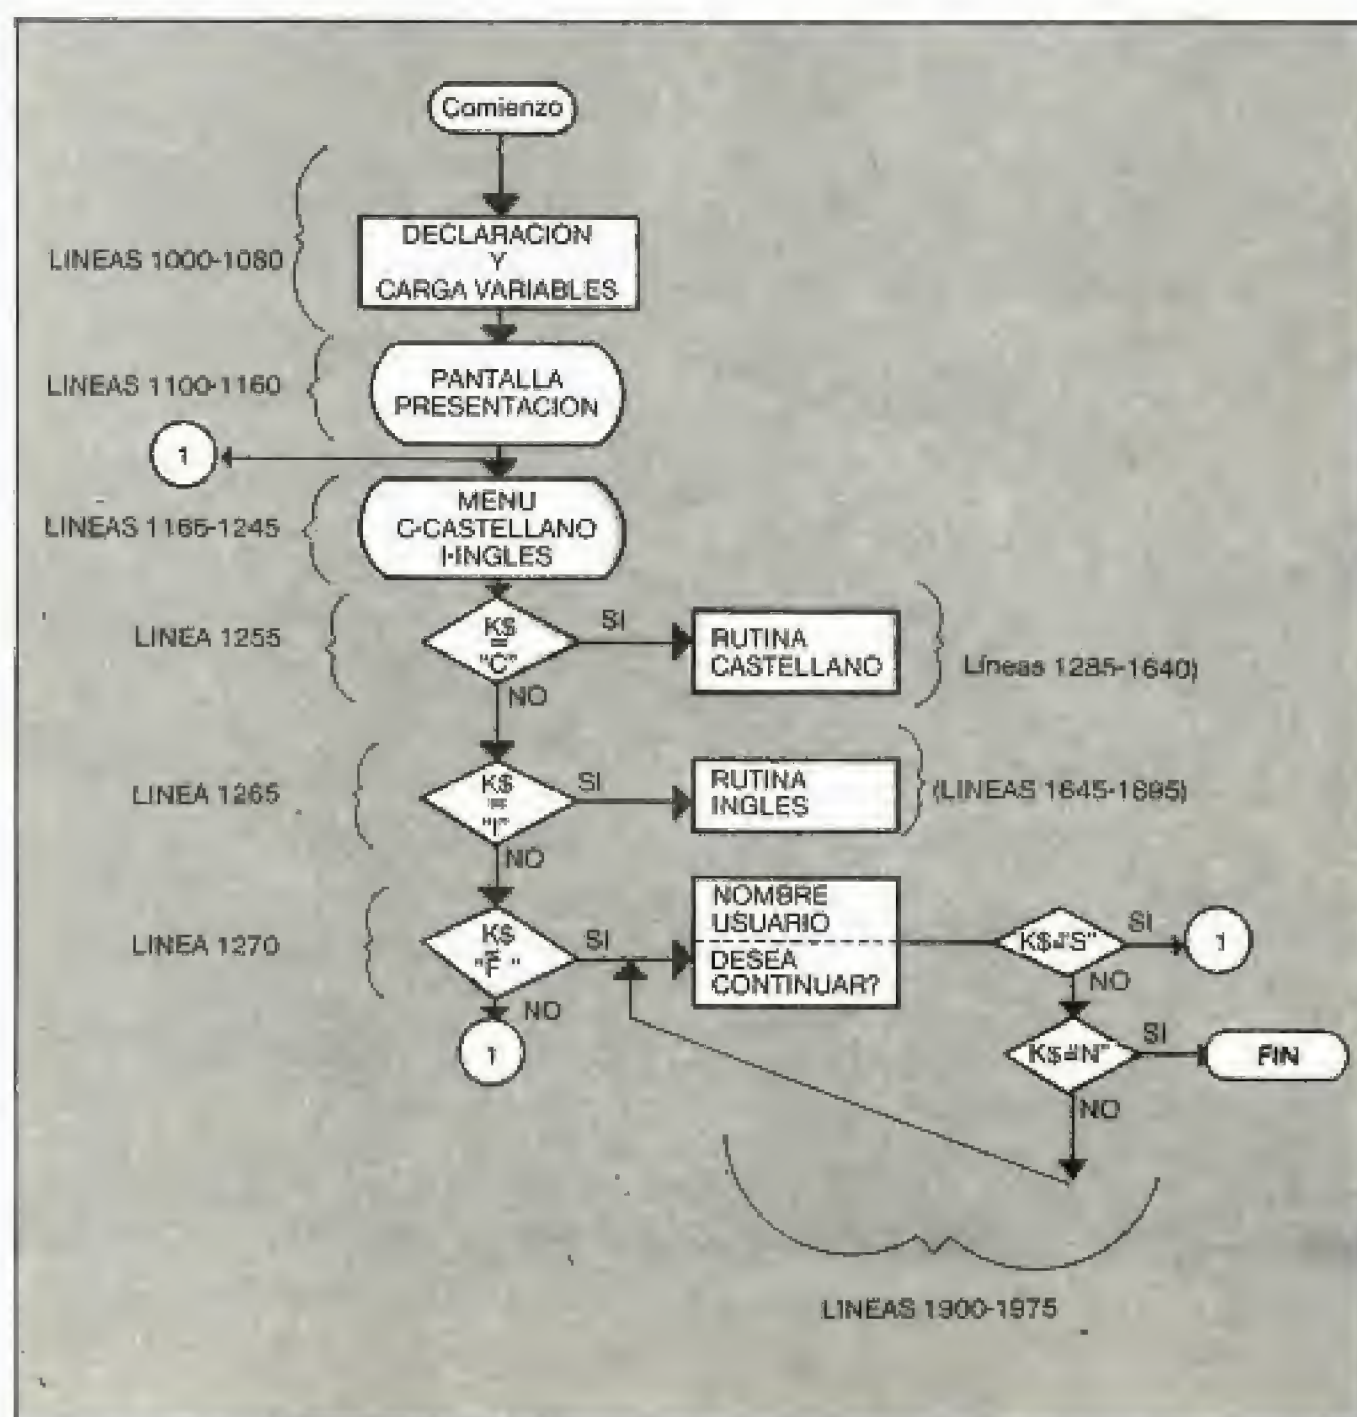 Comienzo
LINEAS 1000-1080
DECLARACION
Y
CARGA VARIABLES
LINEAS 1100-1160
PANTALLA
PRESENTACION
1
LINEAS 1165-1245
MENU
C-CASTELLANO
I-INGLES
LINEA 1255
K$
=
"C"
SI
RUTINA
CASTELLANO
Líneas 1285-1640)
NO
LINEA 1265
K$
=
"I"
SI
RUTINA
INGLES
(LINEAS 1645-1895)
NO
LINEA 1270
K$
=
"F"
SI
NOMBRE
USUARIO
DESEA
CONTINUAR?
K$="S"
SI
1
NO
NO
1
K$="N"
SI
FIN
NO
LINEAS 1900-1975